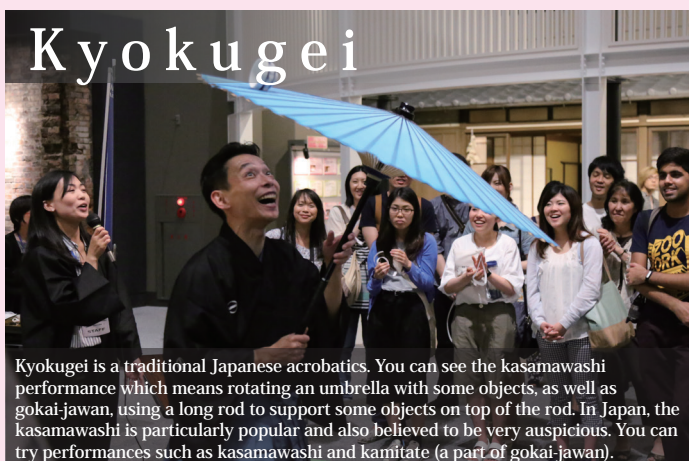 Kyokugei
STAFF
ZOO
YORK
Kyokugei is a traditional Japanese acrobatics. You can see the kasamawashi
performance which means rotating an umbrella with some objects, as well as
gokai-jawan, using a long rod to support some objects on top of the rod. In Japan, the
kasamawashi is particularly popular and also believed to be very auspicious. You can
try performances such as kasamawashi and kamitate (a part of gokai-jawan).